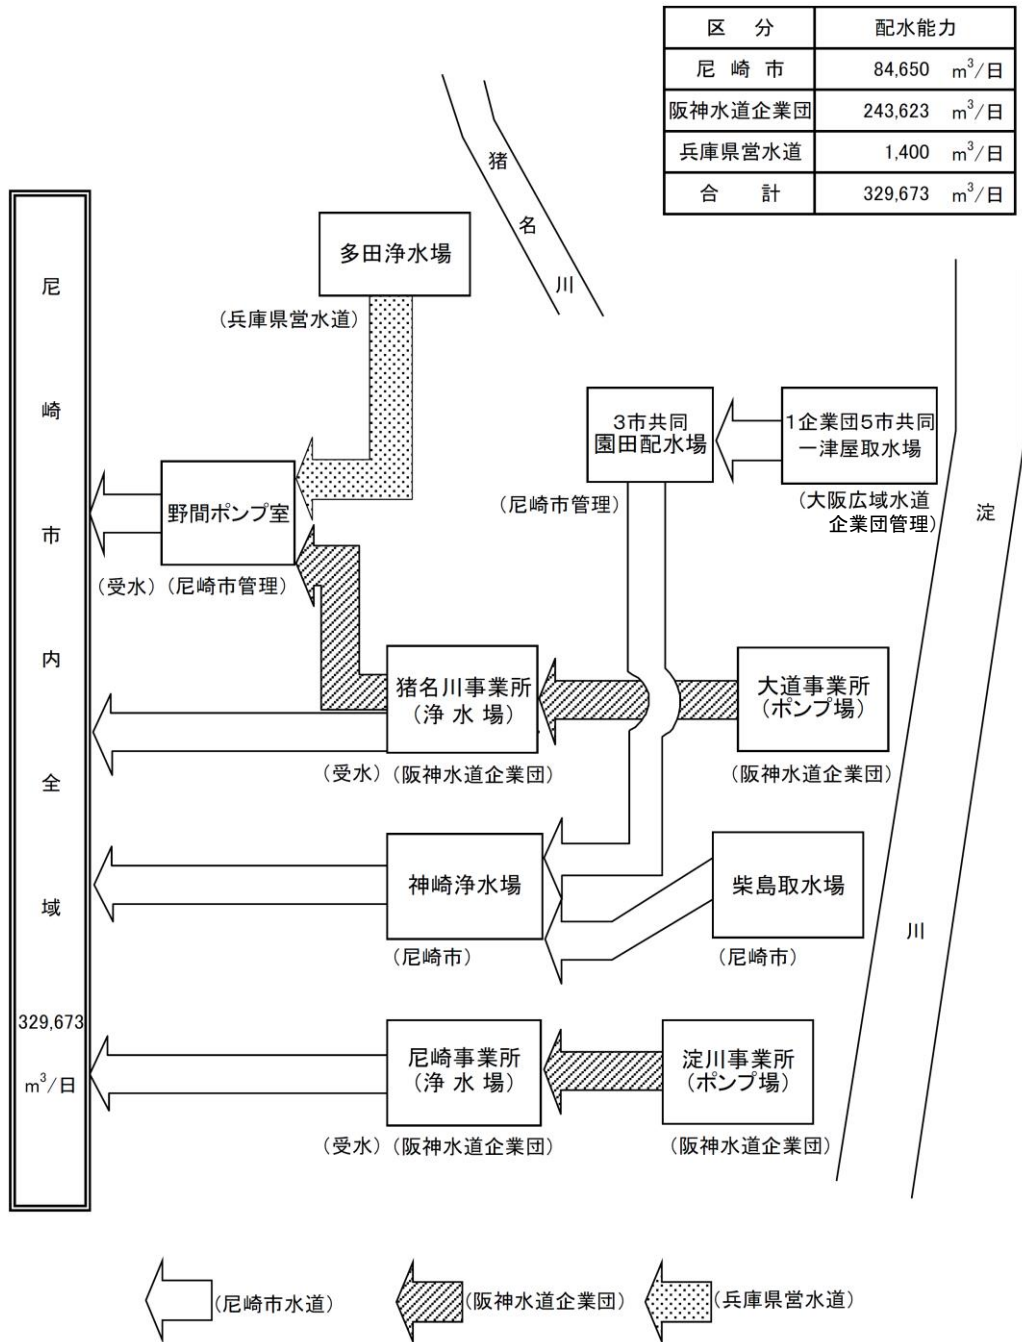 区 分 配水能力
尼 崎 市 84,650 m³/日
阪神水道企業団 243,623 m³/日
兵庫県営水道 1,400 m³/日
合 計 329,673 m³/日
猪名川
多田浄水場
(兵庫県営水道)
尼崎市内全域
329,673
m³/日
3市共同
園田配水場
(尼崎市管理)
1企業団5市共同
一津屋取水場
(大阪広域水道
企業団管理)
淀川
野間ポンプ室
(受水)(尼崎市管理)
猪名川事業所
(浄 水 場)
(受水)(阪神水道企業団)
大道事業所
(ポンプ場)
(阪神水道企業団)
神崎浄水場
(尼崎市)
柴島取水場
(尼崎市)
尼崎事業所
(浄 水 場)
(受水)(阪神水道企業団)
淀川事業所
(ポンプ場)
(阪神水道企業団)
(尼崎市水道)
(阪神水道企業団)
(兵庫県営水道)